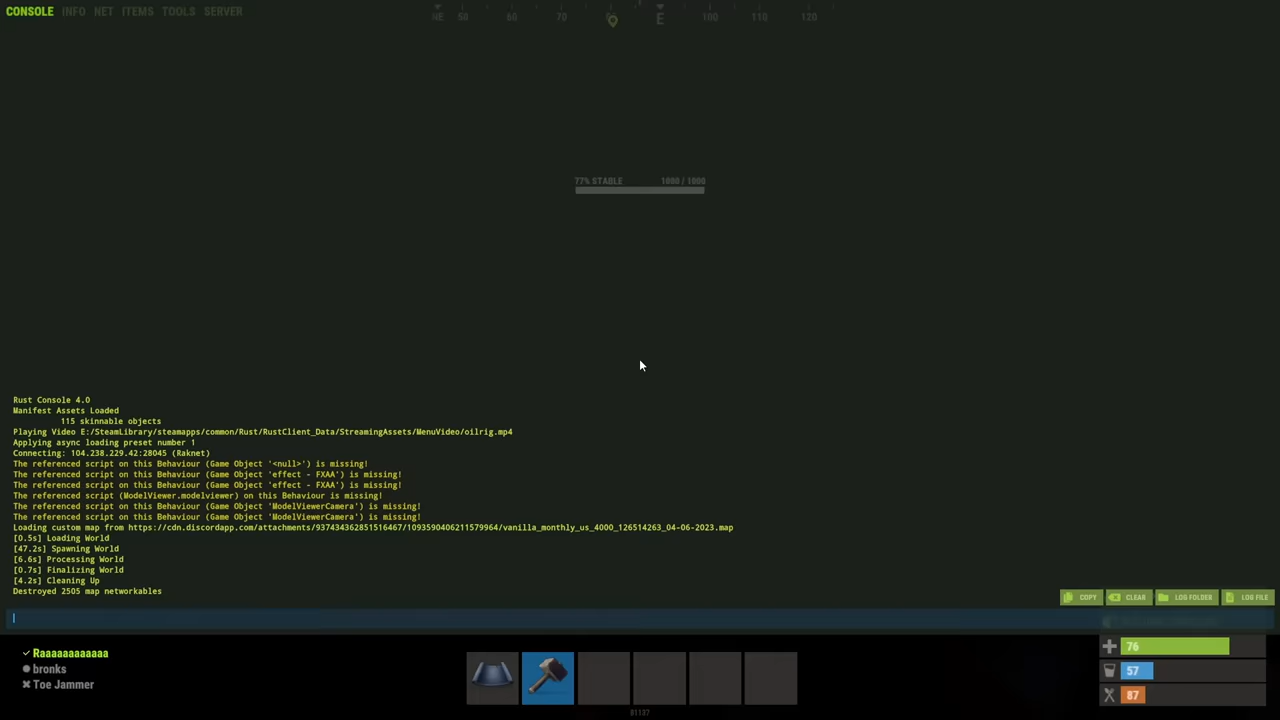 CONSOLE INFO NET ITEMS TOOLS SERVER
NE 50 60 70 E 100 110 120
77% STABLE 1000 / 1000
Rust Console 4.0
Manifest Assets Loaded
115 skinnable objects
Playing Video E:/SteamLibrary/steamapps/common/Rust/RustClient_Data/StreamingAssets/MenuVideo/oilrig.mp4
Applying async loading preset number 1
Connecting: 104.238.229.42:28045 (Raknet)
The referenced script on this Behaviour (Game Object '<null>') is missing!
The referenced script on this Behaviour (Game Object 'effect - FXAA') is missing!
The referenced script on this Behaviour (Game Object 'effect - FXAA') is missing!
The referenced script (ModelViewer.modelviewer) on this Behaviour is missing!
The referenced script on this Behaviour (Game Object 'ModelViewerCamera') is missing!
The referenced script on this Behaviour (Game Object 'ModelViewerCamera') is missing!
Loading custom map from https://cdn.discordapp.com/attachments/937434362851516467/1093590406211579964/vanilla_monthly_us_4000_126514263_04-06-2023.map
[0.5s] Loading World
[47.2s] Spawning World
[6.6s] Processing World
[0.7s] Finalizing World
[4.2s] Cleaning Up
Destroyed 2505 map networkables
COPY CLEAR LOG FOLDER LOG FILE
Raaaaaaaaaaaa
bronks
Toe Jammer
76
57
87
81137